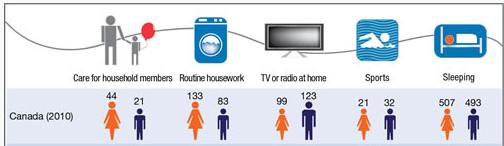 Care for household members Routine housework TV or radio at home Sports Sleeping
44 21 133 83 99 123 21 32 507 493
Canada (2010)